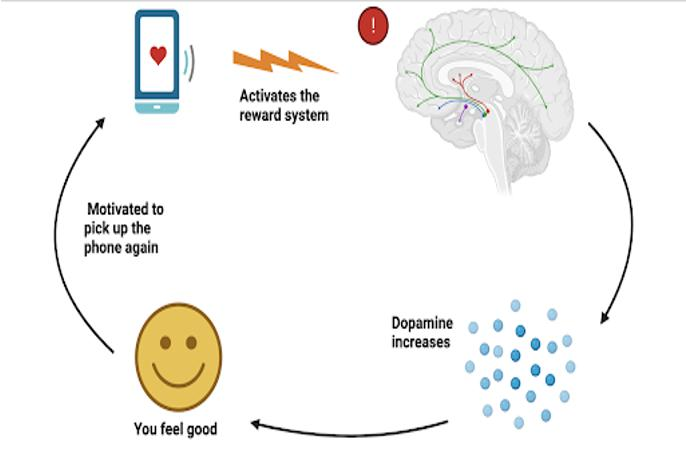 !
Activates the
reward system
Motivated to
pick up the
phone again
Dopamine
increases
You feel good